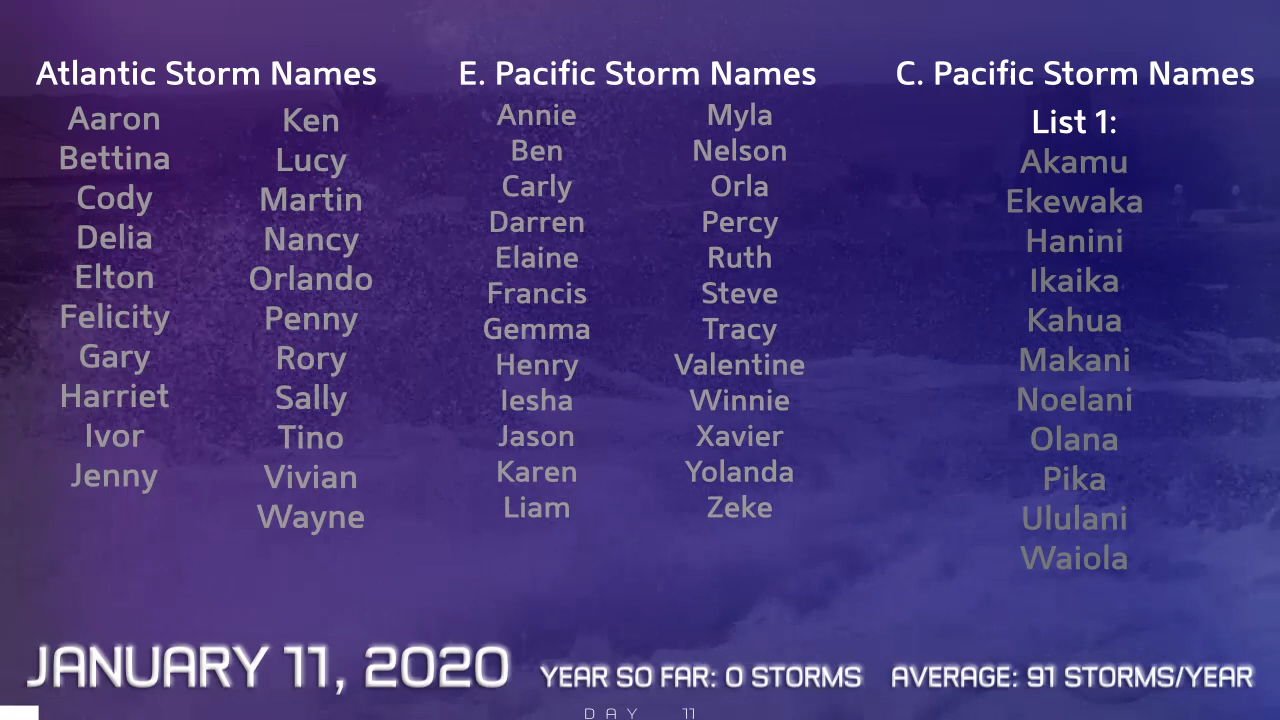 Atlantic Storm Names
Aaron
Bettina
Cody
Delia
Elton
Felicity
Gary
Harriet
Ivor
Jenny
Ken
Lucy
Martin
Nancy
Orlando
Penny
Rory
Sally
Tino
Vivian
Wayne
E. Pacific Storm Names
Annie
Ben
Carly
Darren
Elaine
Francis
Gemma
Henry
Iesha
Jason
Karen
Liam
Myla
Nelson
Orla
Percy
Ruth
Steve
Tracy
Valentine
Winnie
Xavier
Yolanda
Zeke
C. Pacific Storm Names
List 1:
Akamu
Ekewaka
Hanini
Ikaika
Kahua
Makani
Noelani
Olana
Pika
Ululani
Waiola
JANUARY 11, 2020
YEAR SO FAR: 0 STORMS
AVERAGE: 91 STORMS/YEAR
DAY 11